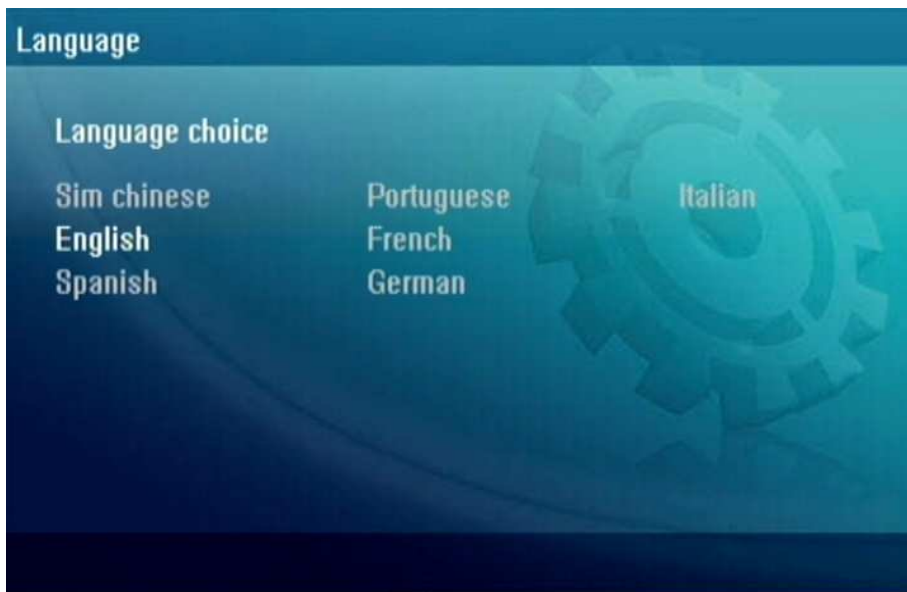 Language
Language choice
Sim chinese Portuguese Italian
English French
Spanish German